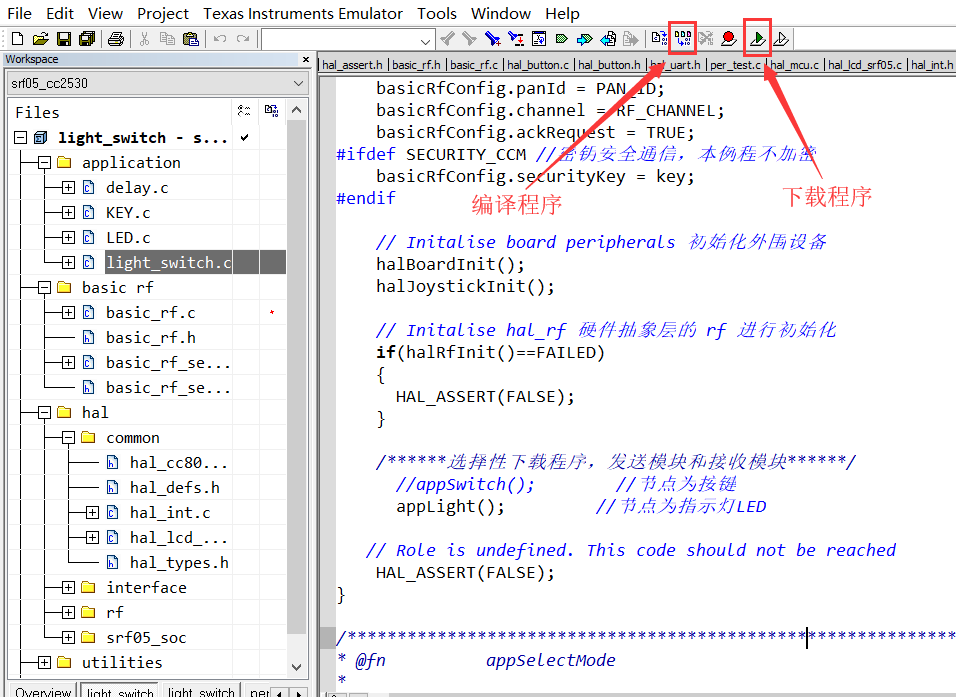 File Edit View Project Texas Instruments Emulator Tools Window Help
Workspace
srf05_cc2530
Files
light_switch - s...
application
delay.c
KEY.c
LED.c
light_switch.c
basic rf
basic_rf.c
basic_rf.h
basic_rf_se...
basic_rf_se...
hal
common
hal_cc80...
hal_defs.h
hal_int.c
hal_lcd_...
hal_types.h
interface
rf
srf05_soc
utilities
Overview light_switch light_switch per
hal_assert.h basic_rf.h basic_rf.c hal_button.c hal_button.h hal_uart.h per_test.c hal_mcu.c hal_lcd_srf05.c hal_int.h
basicRfConfig.panId = PAN_ID;
basicRfConfig.channel = RF_CHANNEL;
basicRfConfig.ackRequest = TRUE;
#ifdef SECURITY_CCM //密钥安全通信，本例程不加密
basicRfConfig.securityKey = key;
#endif
编译程序
下载程序
// Initalise board peripherals 初始化外围设备
halBoardInit();
halJoystickInit();
// Initalise hal_rf 硬件抽象层的 rf 进行初始化
if(halRfInit()==FAILED)
{
HAL_ASSERT(FALSE);
}
/******选择性下载程序，发送模块和接收模块******/
//appSwitch(); //节点为按键
appLight(); //节点为指示灯LED
// Role is undefined. This code should not be reached
HAL_ASSERT(FALSE);
}
/**************************************************************
* @fn appSelectMode
*